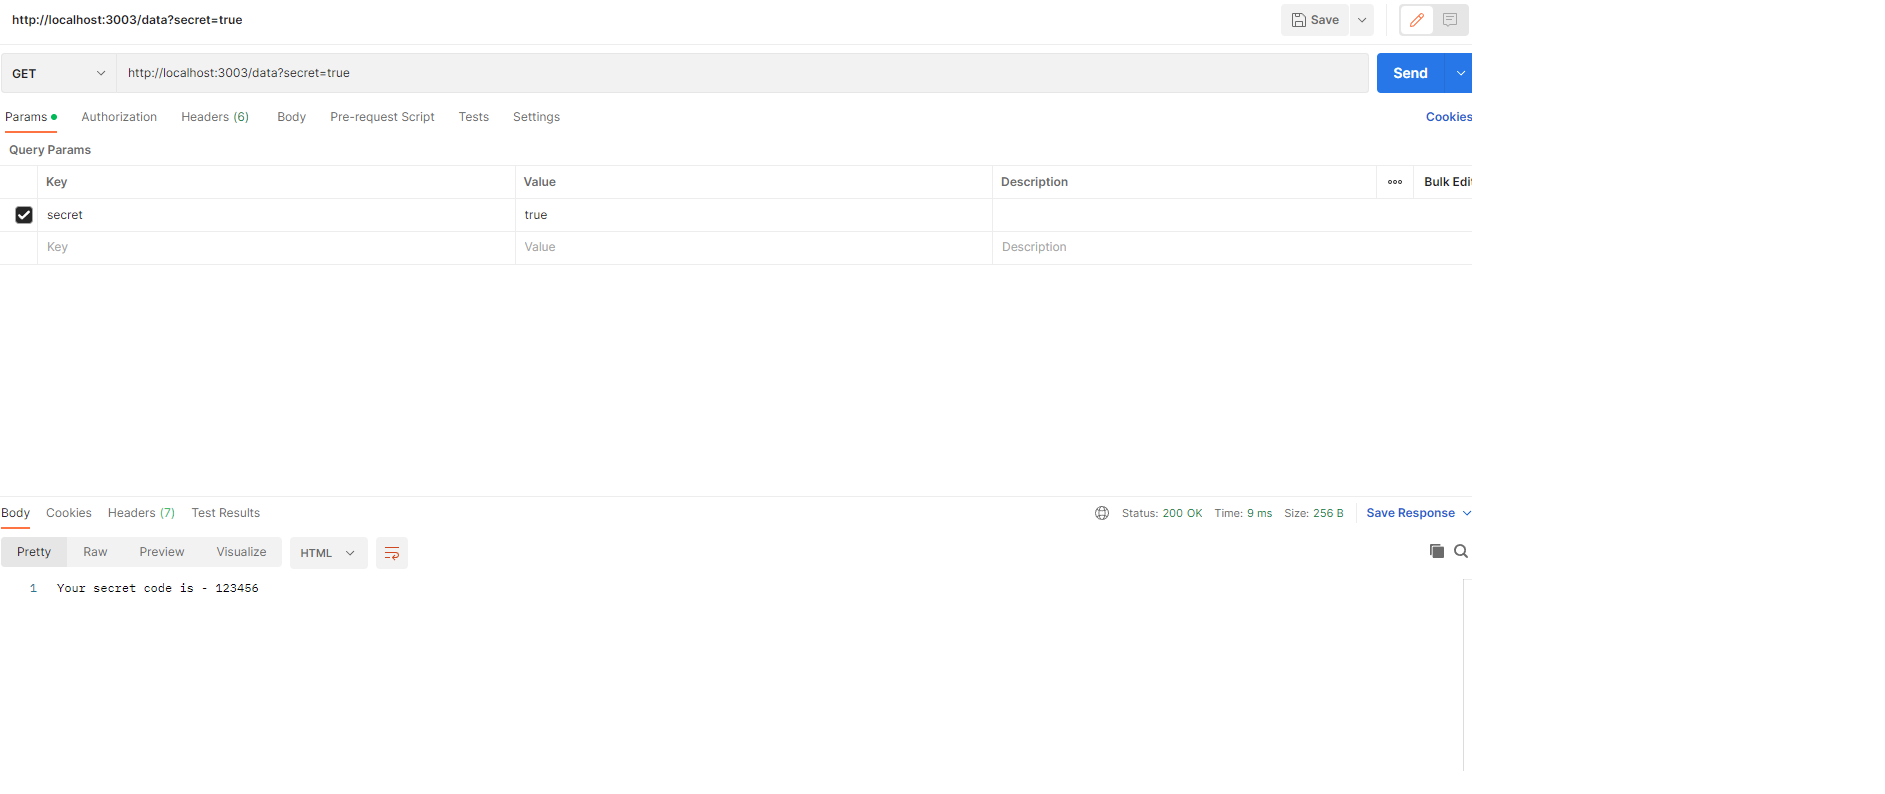 http://localhost:3003/data?secret=true
Save
GET http://localhost:3003/data?secret=true Send
Params Authorization Headers (6) Body Pre-request Script Tests Settings Cookies
Query Params
Key Value Description ooo Bulk Edit
secret true
Key Value Description
Body Cookies Headers (7) Test Results Status: 200 OK Time: 9 ms Size: 256 B Save Response
Pretty Raw Preview Visualize HTML
1 Your secret code is - 123456